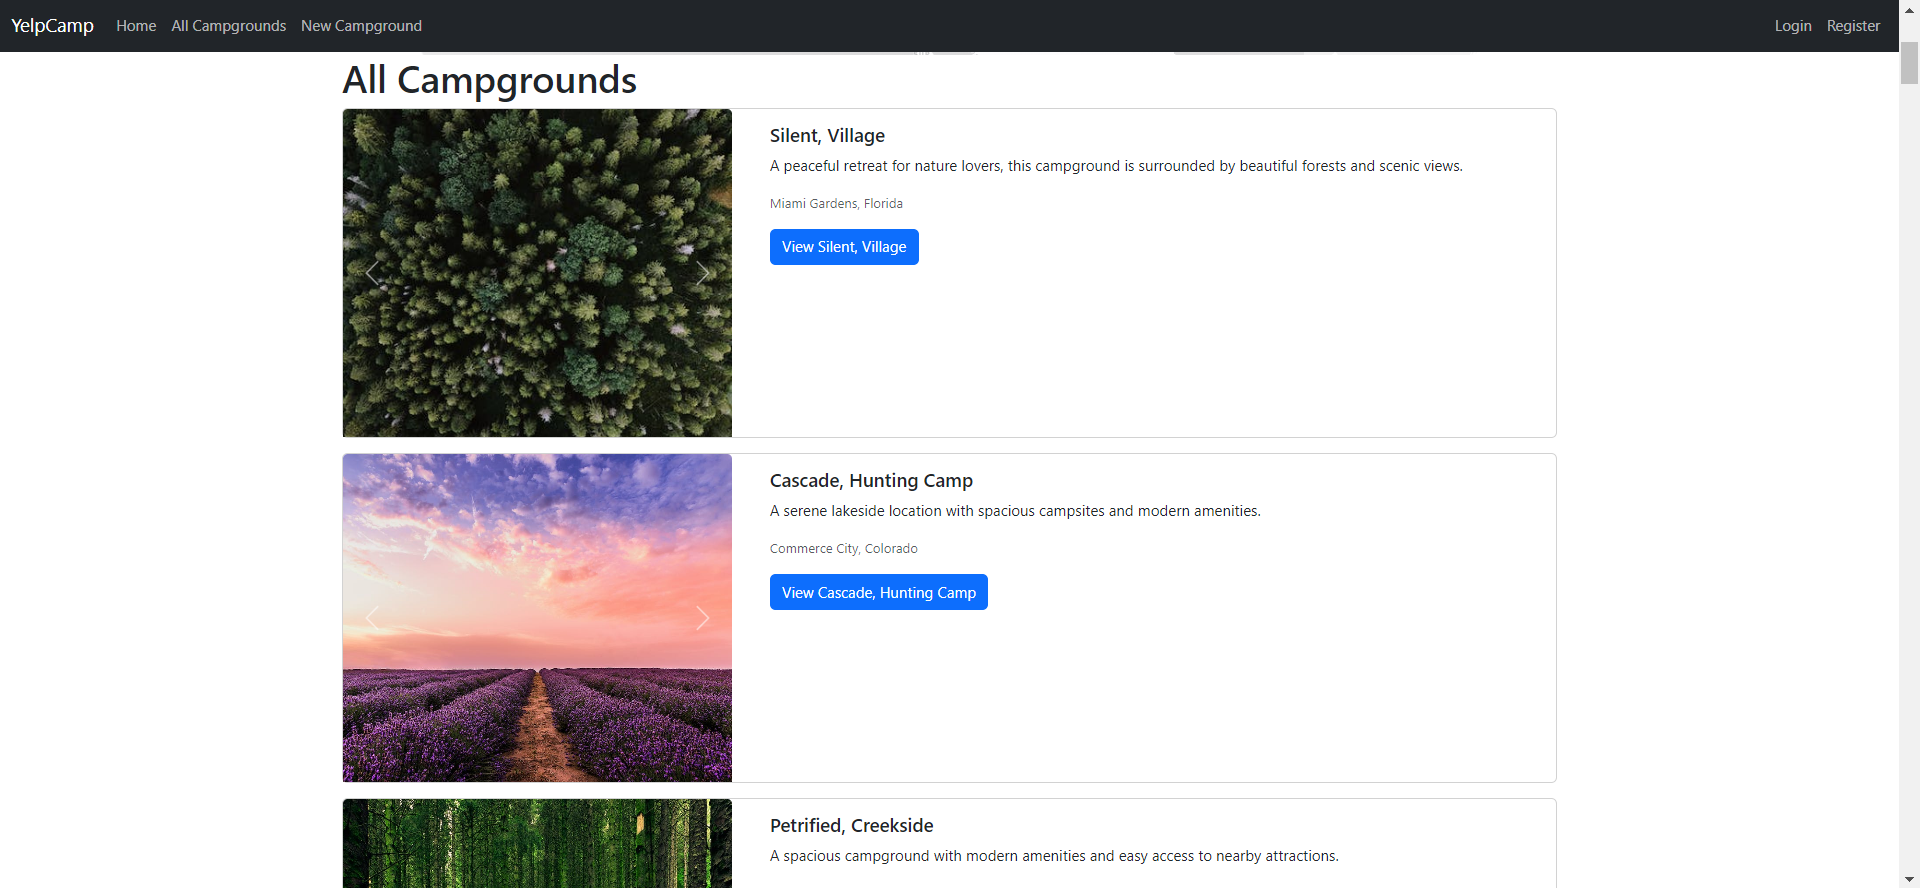 YelpCamp Home All Campgrounds New Campground Login Register
All Campgrounds
Silent, Village
A peaceful retreat for nature lovers, this campground is surrounded by beautiful forests and scenic views.
Miami Gardens, Florida
View Silent, Village
Cascade, Hunting Camp
A serene lakeside location with spacious campsites and modern amenities.
Commerce City, Colorado
View Cascade, Hunting Camp
Petrified, Creekside
A spacious campground with modern amenities and easy access to nearby attractions.